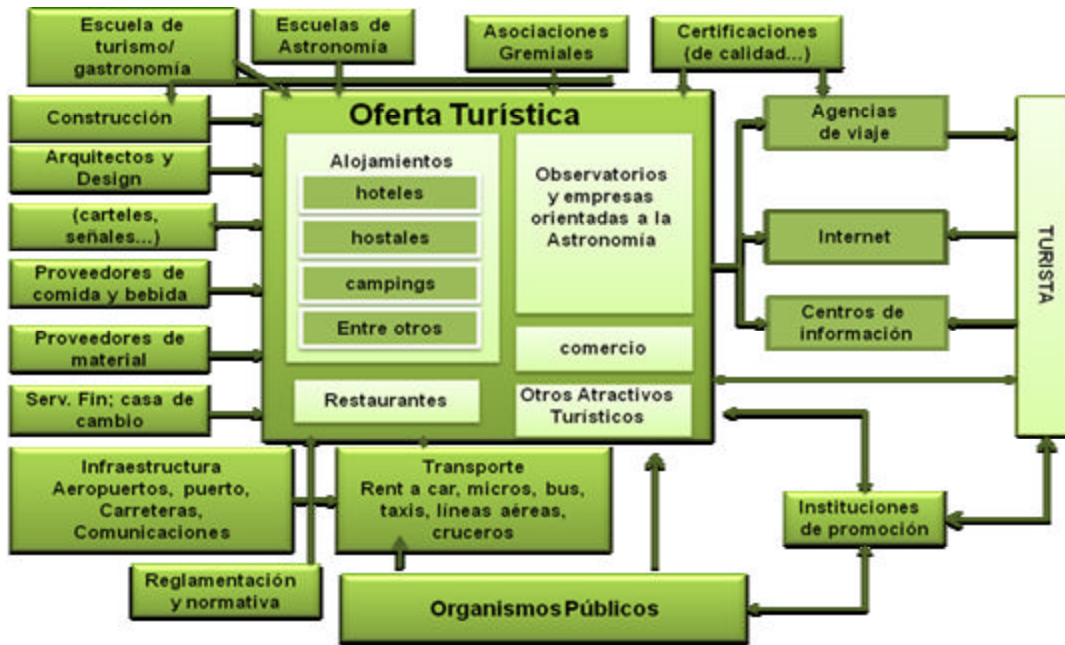 Escuela de
turismo/
gastronomía
Escuelas de
Astronomía
Asociaciones
Gremiales
Certificaciones
(de calidad...)
Construcción
Arquitectos y
Design
(carteles,
señales...)
Proveedores de
comida y bebida
Proveedores de
material
Serv. Fin; casa de
cambio
Oferta Turística
Alojamientos
hoteles
hostales
campings
Entre otros
Restaurantes
Observatorios
y empresas
orientadas a la
Astronomía
comercio
Otros Atractivos
Turísticos
Agencias
de viaje
Internet
Centros de
información
TURISTA
Infraestructura
Aeropuertos, puerto,
Carreteras,
Comunicaciones
Transporte
Rent a car, micros, bus,
taxis, líneas aéreas,
cruceros
Instituciones
de promoción
Reglamentación
y normativa
Organismos Públicos